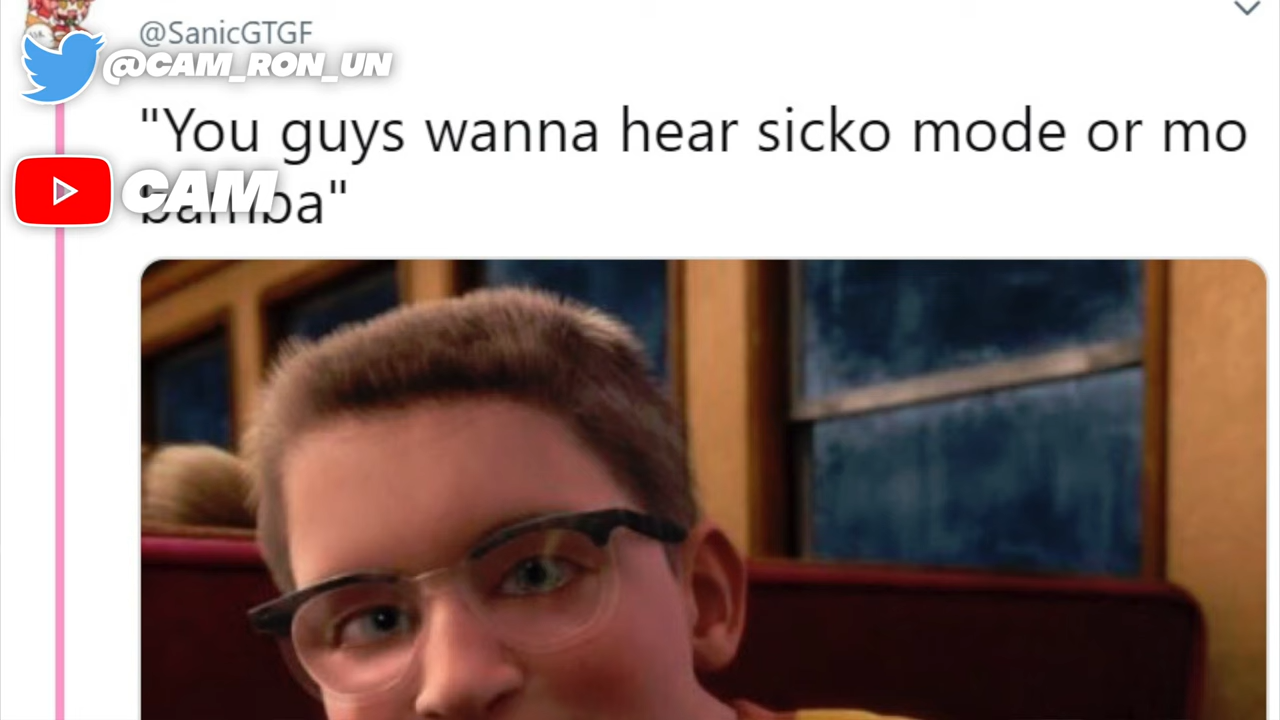 @SanicGTGF
@CAM_RON_UN
"You guys wanna hear sicko mode or mo
CAM
bamba"